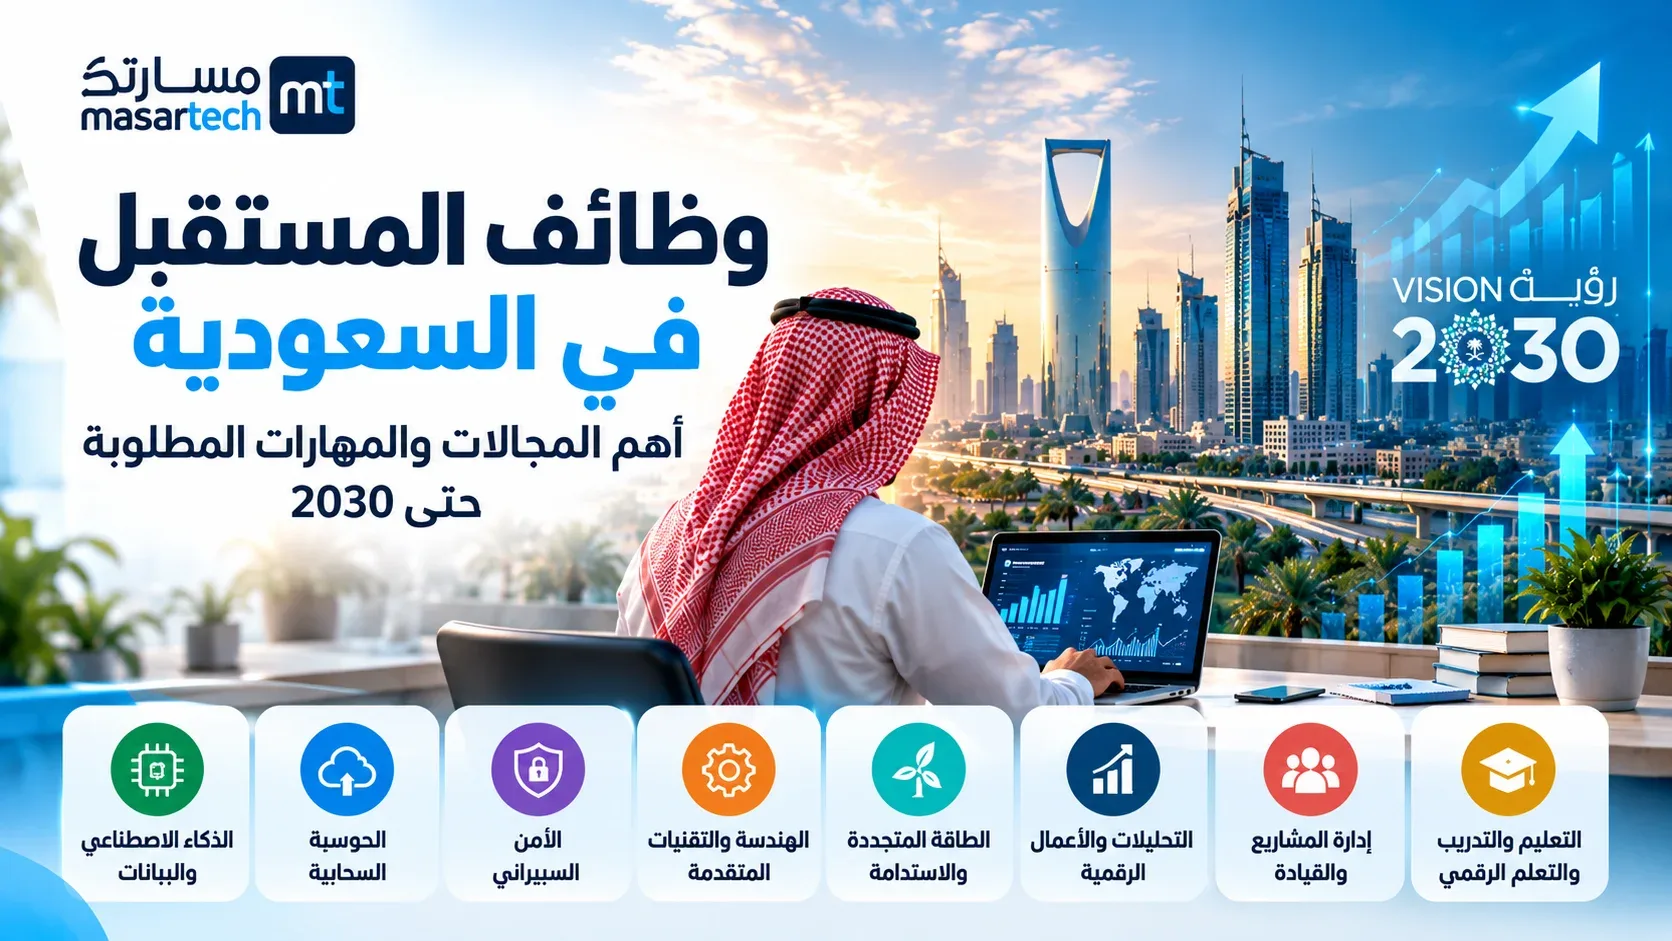 مسارتك
masartech
mt
وظائف المستقبل
في السعودية
أهم المجالات والمهارات المطلوبة
حتى 2030
VISION رؤية
2030
التعليم والتدريب
والتعلم الرقمي
إدارة المشاريع
والقيادة
التحليلات والأعمال
الرقمية
الطاقة المتجددة
والاستدامة
الهندسة والتقنيات
المتقدمة
الأمن
السيبراني
الحوسبة
السحابية
الذكاء الاصطناعي
والبيانات